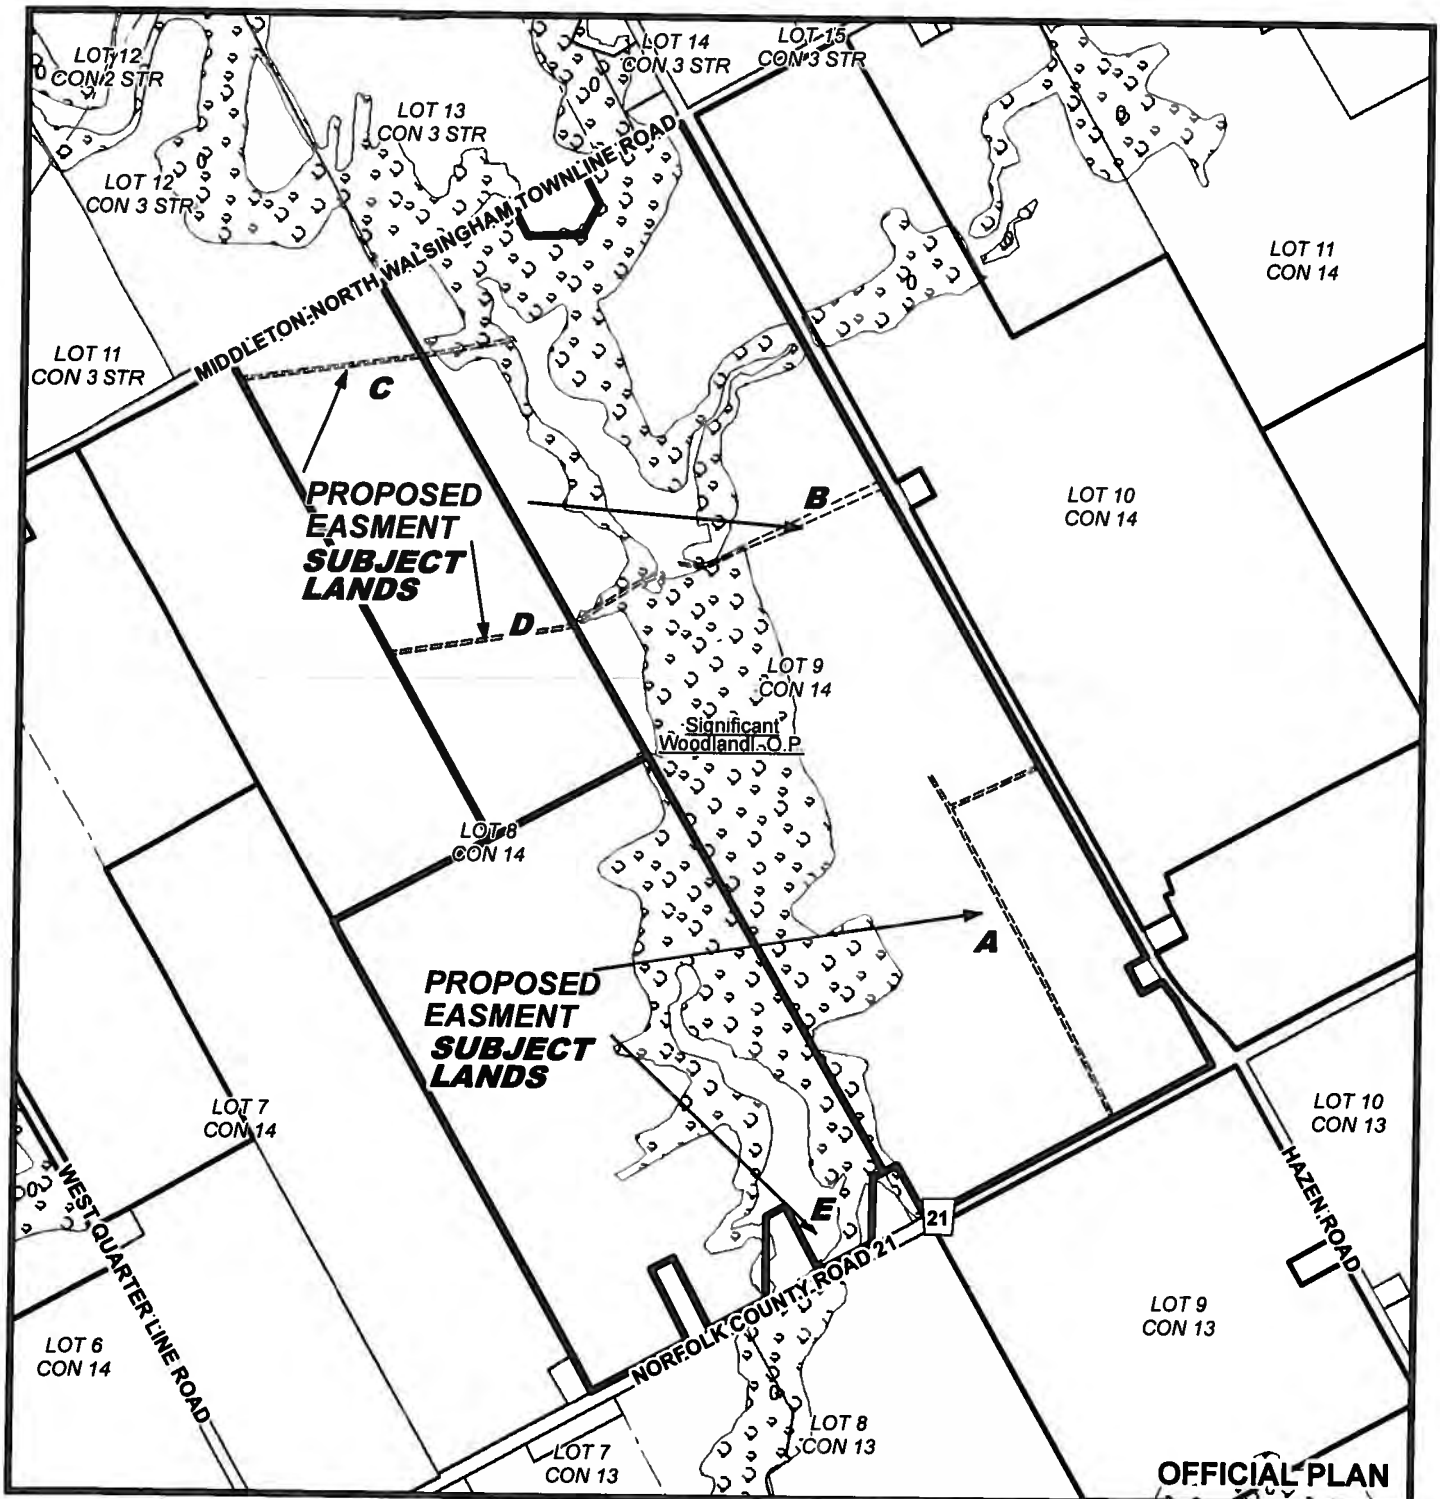 LOT 12
CON 2 STR
LOT 14
CON 3 STR
LOT 15
CON 3 STR
LOT 13
CON 3 STR
LOT 12
CON 3 STR
MIDDLETON-NORTH WALSINGHAM TOWNLINE ROAD
LOT 11
CON 14
LOT 11
CON 3 STR
C
PROPOSED
EASMENT
SUBJECT
LANDS
B
LOT 10
CON 14
D
LOT 9
CON 14
Significant
Woodland - O.P
LOT 8
CON 14
A
PROPOSED
EASMENT
SUBJECT
LANDS
LOT 7
CON 14
LOT 10
CON 13
WEST QUARTER LINE ROAD
HAZEN ROAD
E
21
NORFOLK COUNTY ROAD 21
LOT 9
CON 13
LOT 6
CON 14
LOT 8
CON 13
LOT 7
CON 13
OFFICIAL PLAN